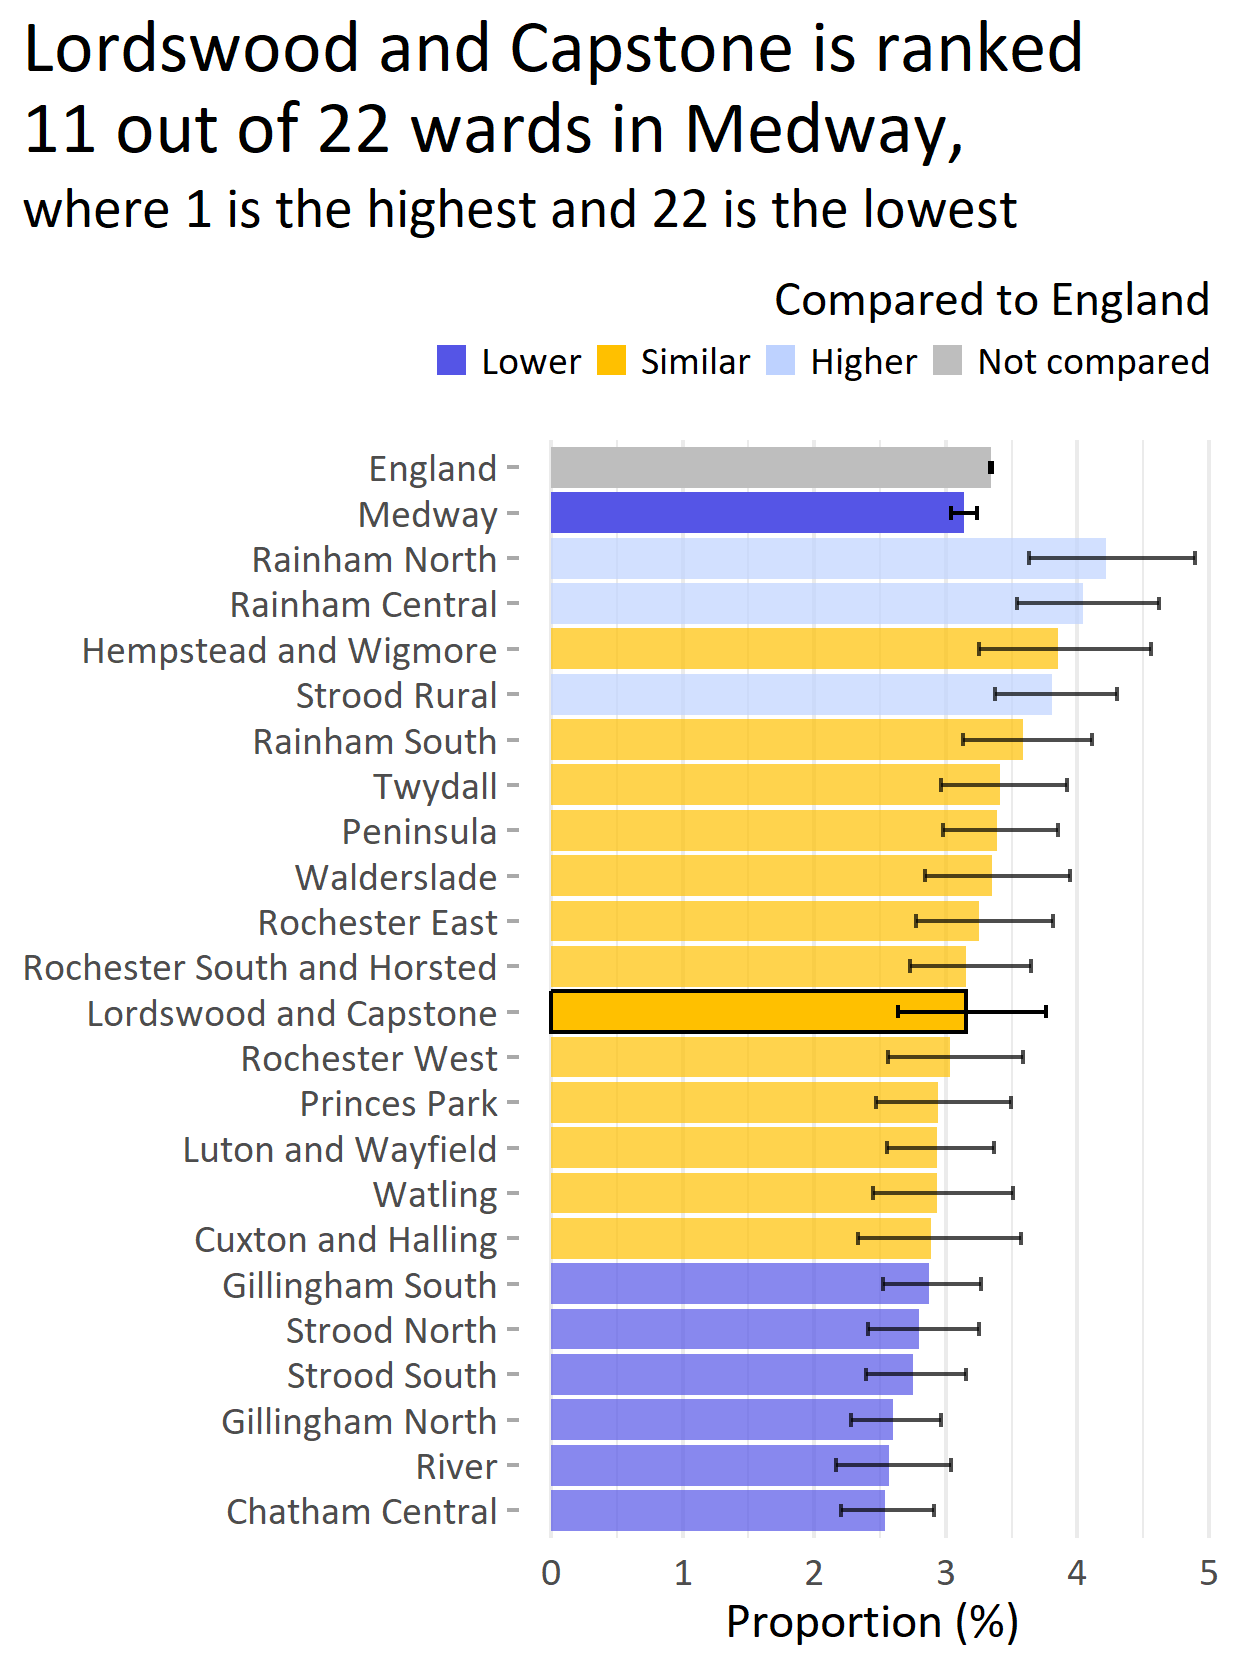 Lordswood and Capstone is ranked
11 out of 22 wards in Medway,
where 1 is the highest and 22 is the lowest
Compared to England
Lower Similar Higher Not compared
England
Medway
Rainham North
Rainham Central
Hempstead and Wigmore
Strood Rural
Rainham South
Twydall
Peninsula
Walderslade
Rochester East
Rochester South and Horsted
Lordswood and Capstone
Rochester West
Princes Park
Luton and Wayfield
Watling
Cuxton and Halling
Gillingham South
Strood North
Strood South
Gillingham North
River
Chatham Central
0 1 2 3 4 5
Proportion (%)